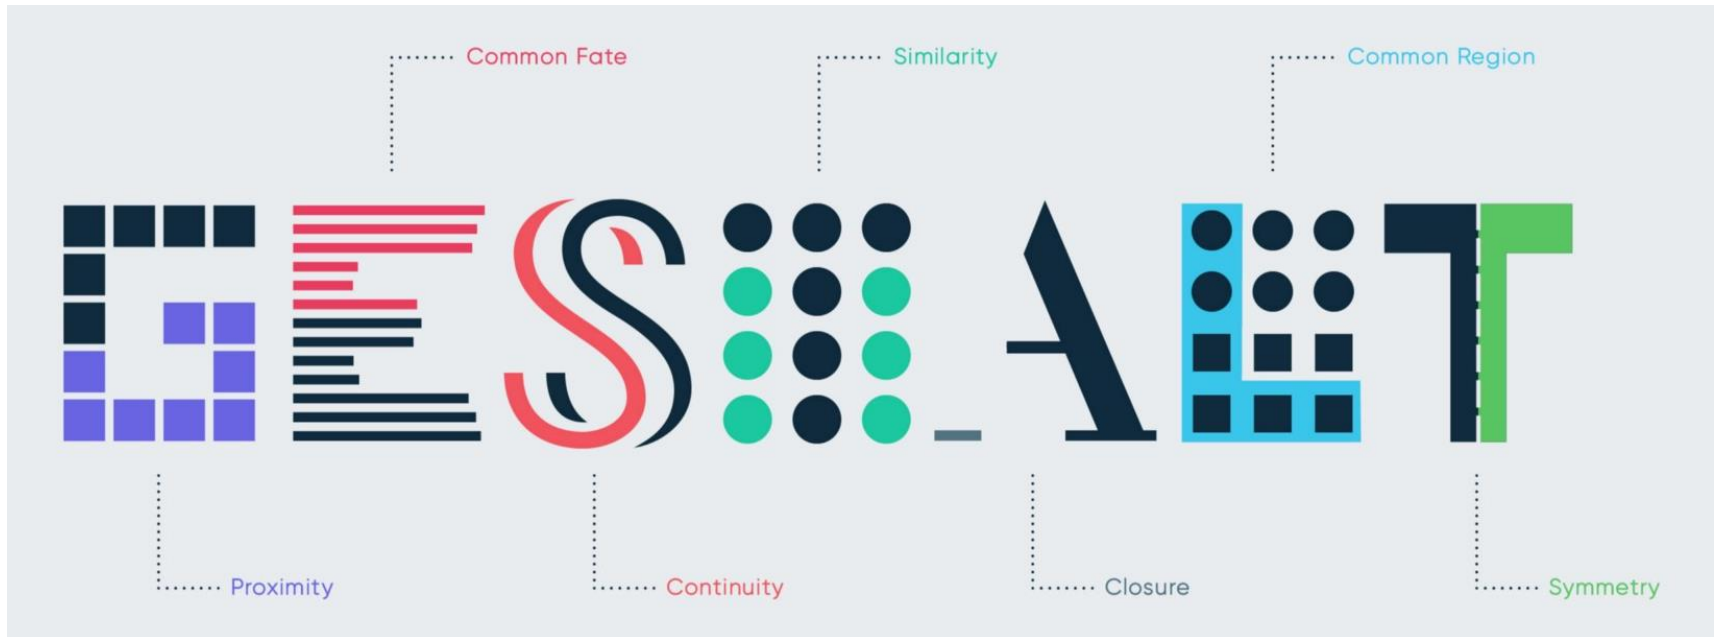 Common Fate
Similarity
Common Region
GESTALT
Proximity
Continuity
Closure
Symmetry